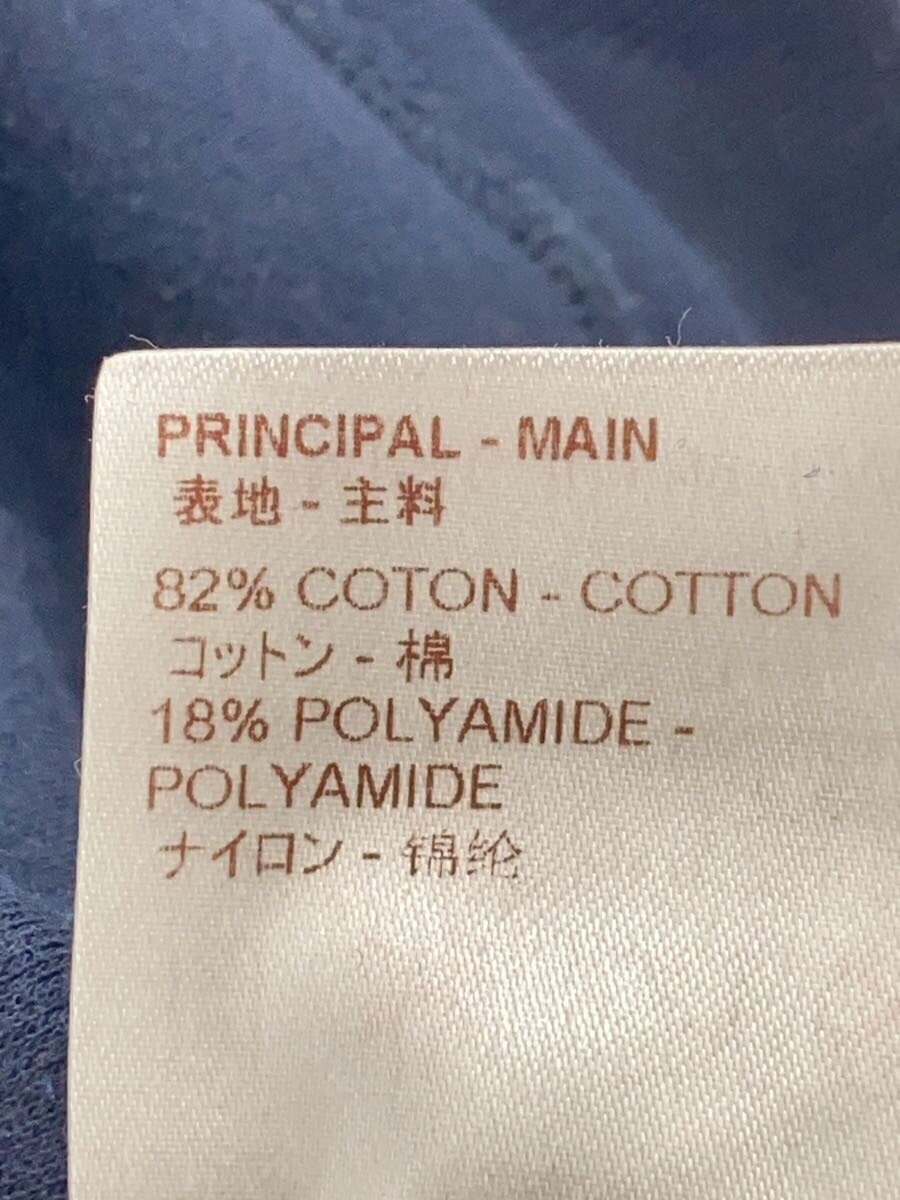 PRINCIPAL - MAIN
表地 - 主料
82% COTON - COTTON
コットン - 棉
18% POLYAMIDE -
POLYAMIDE
ナイロン - 锦纶